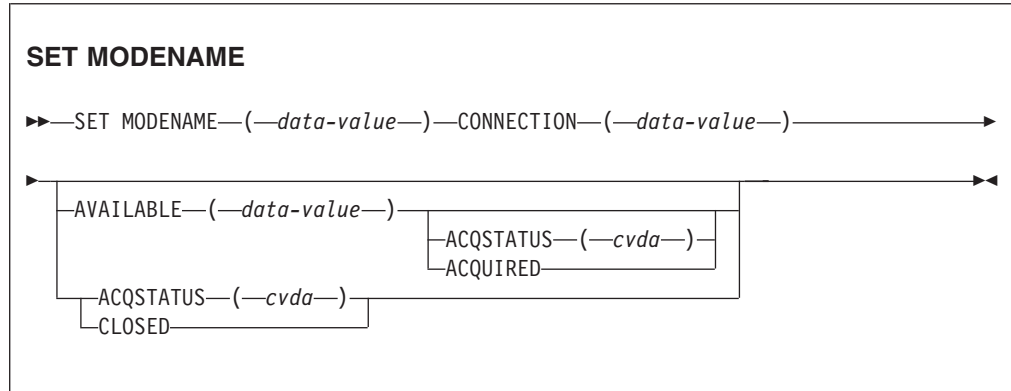 SET MODENAME
SET MODENAME ( data-value ) CONNECTION ( data-value )
AVAILABLE ( data-value )
ACQSTATUS ( cvda )
ACQUIRED
ACQSTATUS ( cvda )
CLOSED